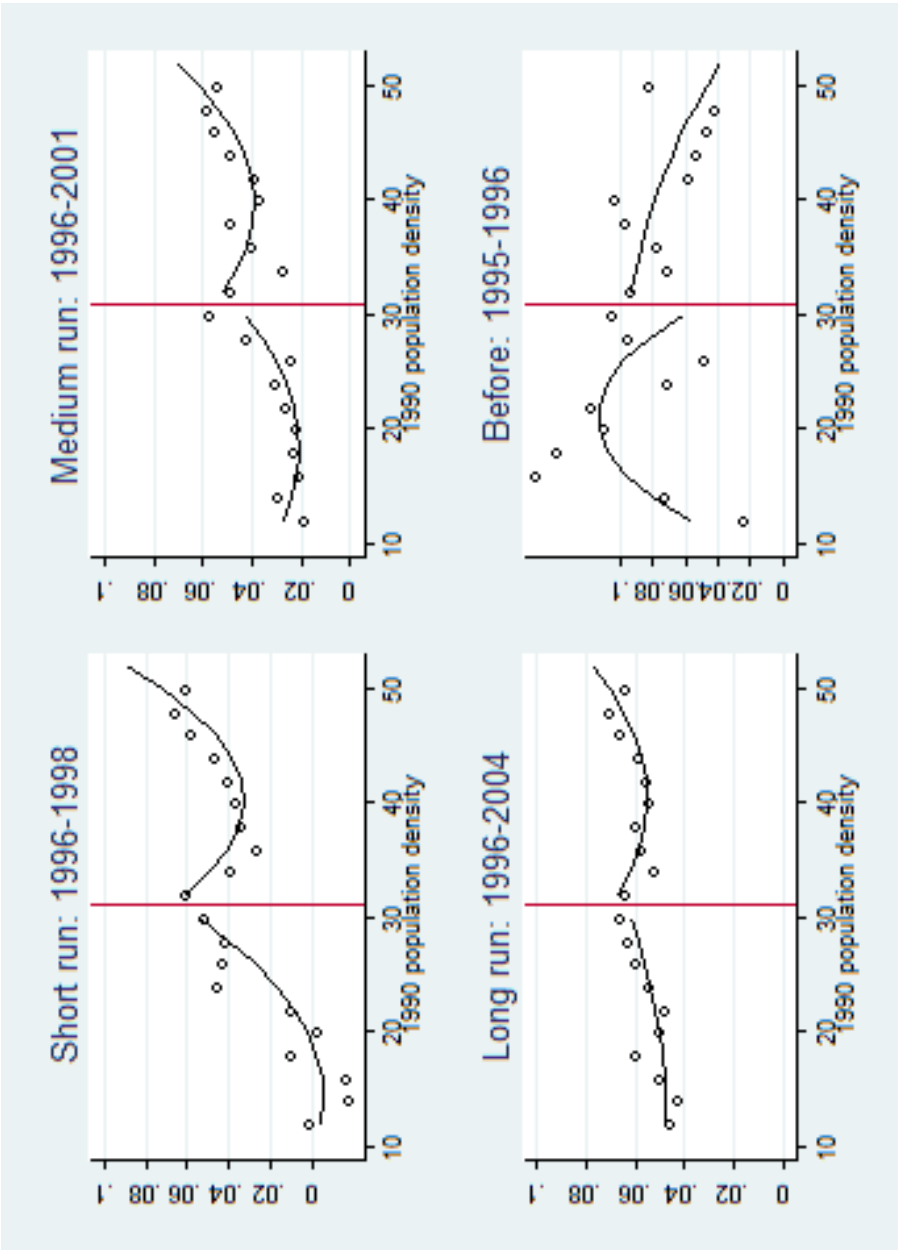 Short run: 1996-1998
0 .02 .04 .06 .08 .1
10 20 30 40 50
1990 population density
Medium run: 1996-2001
0 .02 .04 .06 .08 .1
10 20 30 40 50
1990 population density
Long run: 1996-2004
0 .02 .04 .06 .08 .1
10 20 30 40 50
1990 population density
Before: 1995-1996
0 .02 .04 .06 .08 .1
10 20 30 40 50
1990 population density